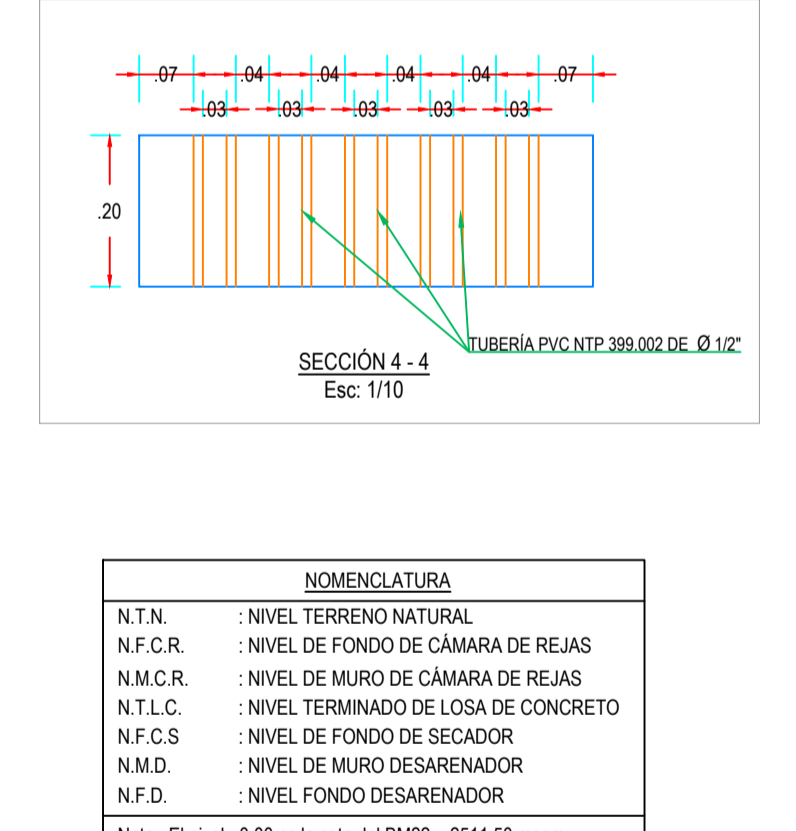 .07 .04 .04 .04 .04 .07
.03 .03 .03 .03 .03
.20
TUBERÍA PVC NTP 399.002 DE Ø 1/2"
SECCIÓN 4 - 4
Esc: 1/10
NOMENCLATURA
N.T.N. : NIVEL TERRENO NATURAL
N.F.C.R. : NIVEL DE FONDO DE CÁMARA DE REJAS
N.M.C.R. : NIVEL DE MURO DE CÁMARA DE REJAS
N.T.L.C. : NIVEL TERMINADO DE LOSA DE CONCRETO
N.F.C.S : NIVEL DE FONDO DE SECADOR
N.M.D. : NIVEL DE MURO DESARENADOR
N.F.D. : NIVEL FONDO DESARENADOR